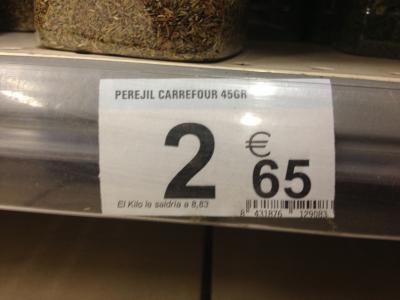 PEREJIL CARREFOUR 45GR
2 € 65
El Kilo le saldría a 8,83
8 431876 129083